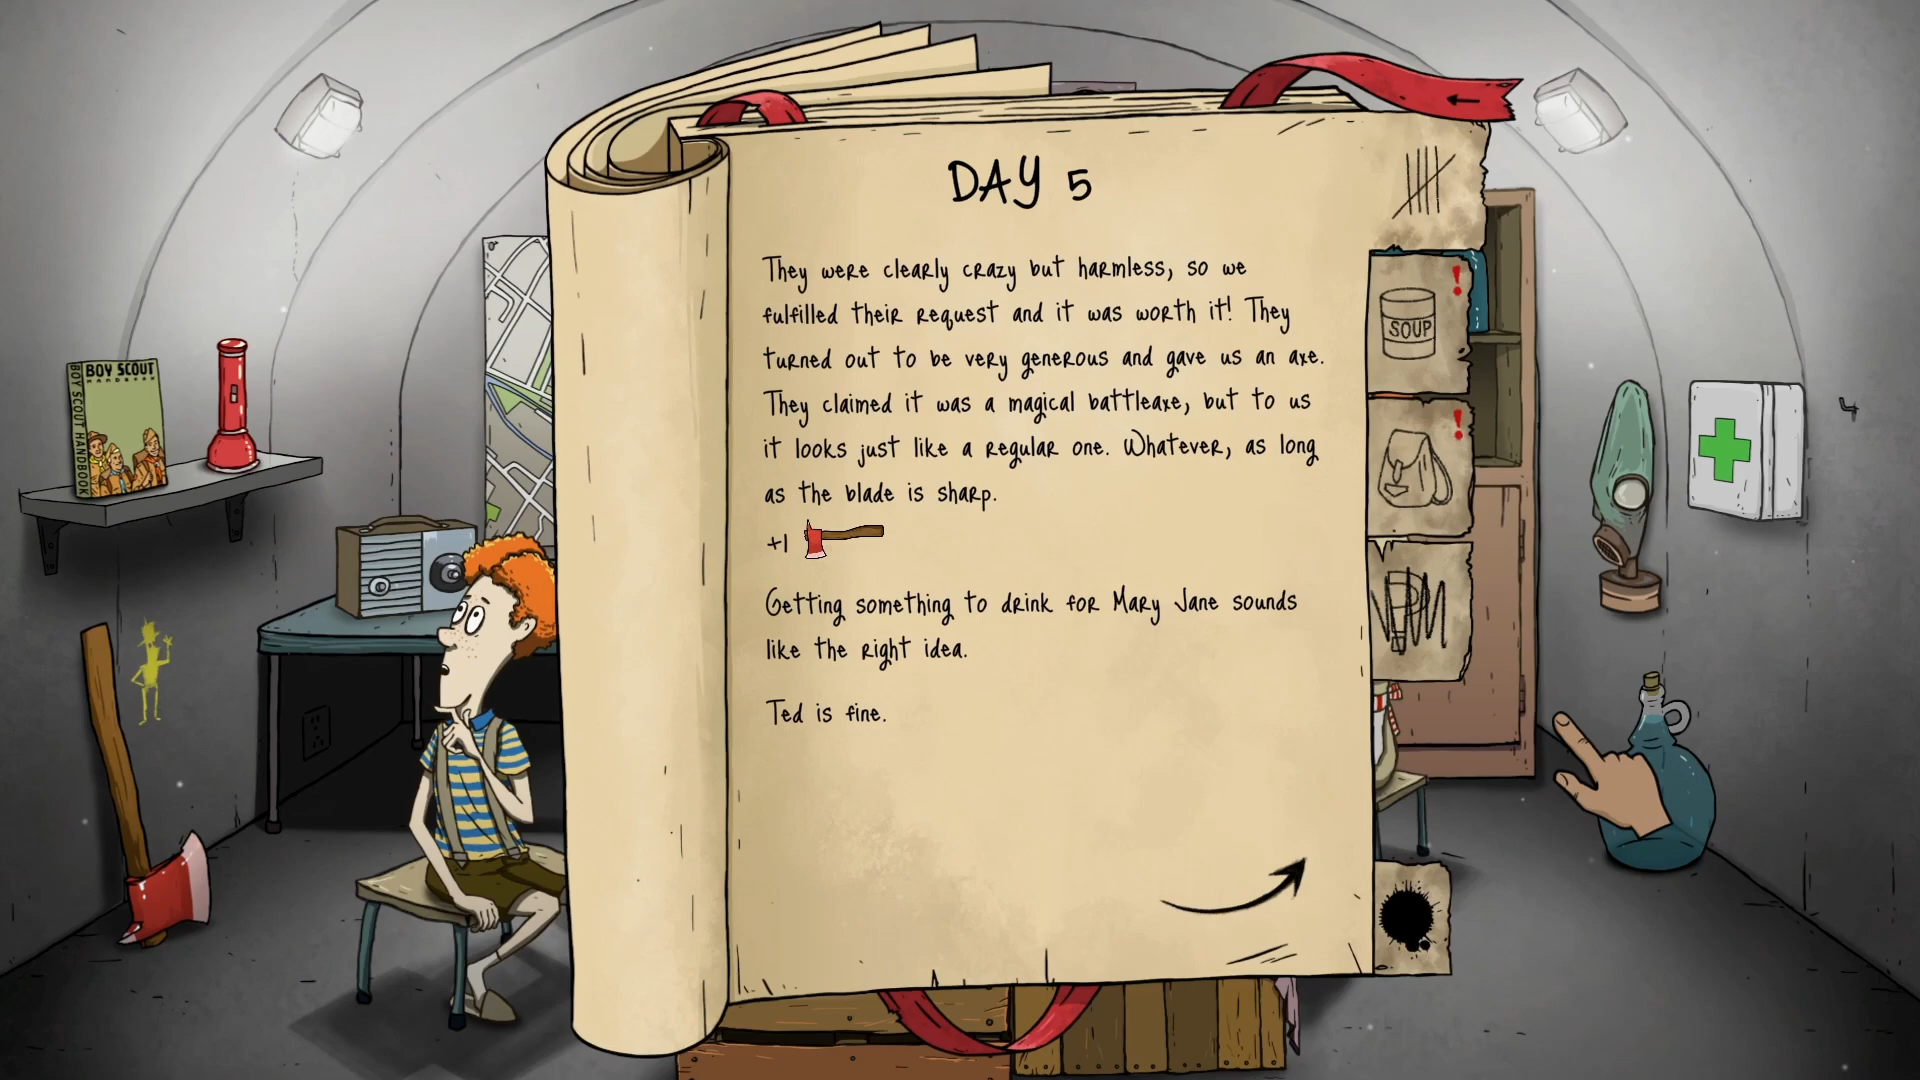 DAY 5
They were clearly crazy but harmless, so we
fulfilled their request and it was worth it! They
turned out to be very generous and gave us an axe.
They claimed it was a magical battleaxe, but to us
it looks just like a regular one. Whatever, as long
as the blade is sharp.
+1
Getting something to drink for Mary Jane sounds
like the right idea.
Ted is fine.
!
SOUP
!
BOY SCOUT
HANDBOOK
BOY SCOUT HANDBOOK